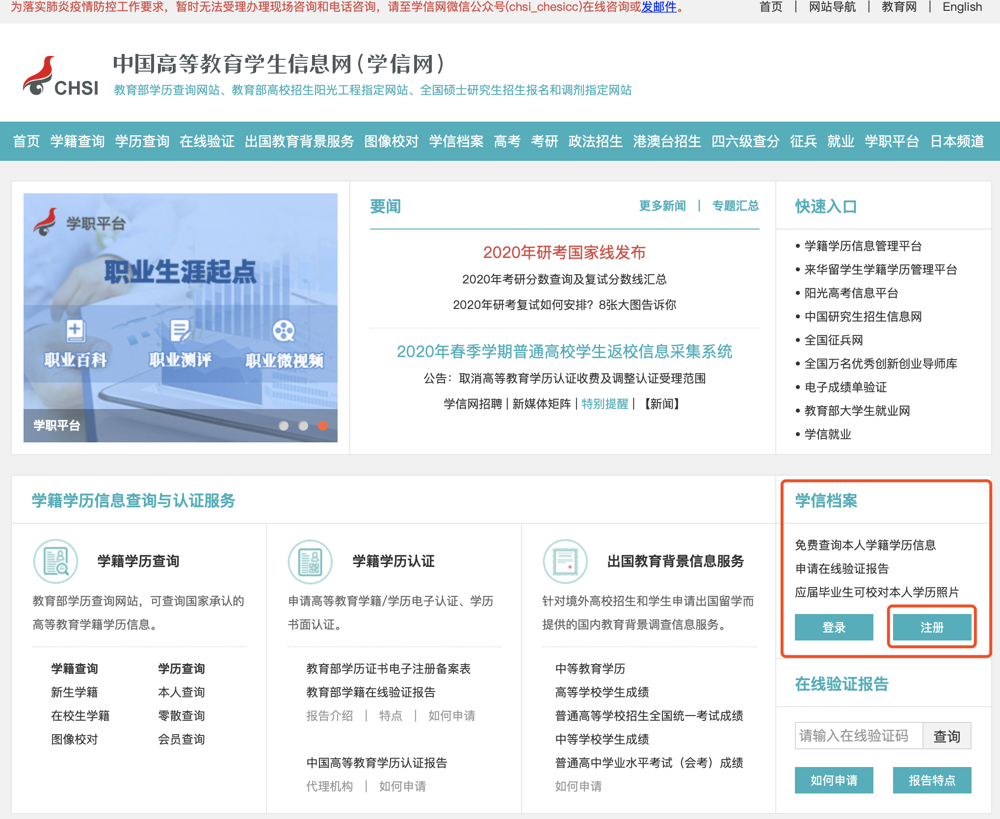 为落实肺炎疫情防控工作要求，暂时无法受理办理现场咨询和电话咨询，请至学信网微信公众号(chsi_chesicc)在线咨询或发邮件。
首页 | 网站导航 | 教育网 | English
中国高等教育学生信息网(学信网)
CHSI
教育部学历查询网站、教育部高校招生阳光工程指定网站、全国硕士研究生招生报名和调剂指定网站
首页 学籍查询 学历查询 在线验证 出国教育背景服务 图像校对 学信档案 高考 考研 政法招生 港澳台招生 四六级查分 征兵 就业 学职平台 日本频道
学职平台
职业生涯起点
职业百科 职业测评 职业微视频
学职平台
要闻
更多新闻 | 专题汇总
2020年研考国家线发布
2020年考研分数查询及复试分数线汇总
2020年研考复试如何安排？8张大图告诉你
2020年春季学期普通高校学生返校信息采集系统
公告：取消高等教育学历认证收费及调整认证受理范围
学信网招聘 | 新媒体矩阵 | 特别提醒 | 【新闻】
快速入口
• 学籍学历信息管理平台
• 来华留学生学籍学历管理平台
• 阳光高考信息平台
• 中国研究生招生信息网
• 全国征兵网
• 全国万名优秀创新创业导师库
• 电子成绩单验证
• 教育部大学生就业网
• 学信就业
学籍学历信息查询与认证服务
学籍学历查询
教育部学历查询网站，可查询国家承认的
高等教育学籍学历信息。
学籍查询 学历查询
新生学籍 本人查询
在校生学籍 零散查询
图像校对 会员查询
学籍学历认证
申请高等教育学籍/学历电子认证、学历
书面认证。
教育部学历证书电子注册备案表
教育部学籍在线验证报告
报告介绍 | 特点 | 如何申请
中国高等教育学历认证报告
代理机构 | 如何申请
出国教育背景信息服务
针对境外高校招生和学生申请出国留学而
提供的国内教育背景调查信息服务。
中等教育学历
高等学校学生成绩
普通高等学校招生全国统一考试成绩
中等学校学生成绩
普通高中学业水平考试（会考）成绩
如何申请
学信档案
免费查询本人学籍学历信息
申请在线验证报告
应届毕业生可校对本人学历照片
登录 注册
在线验证报告
请输入在线验证码 查询
如何申请 报告特点